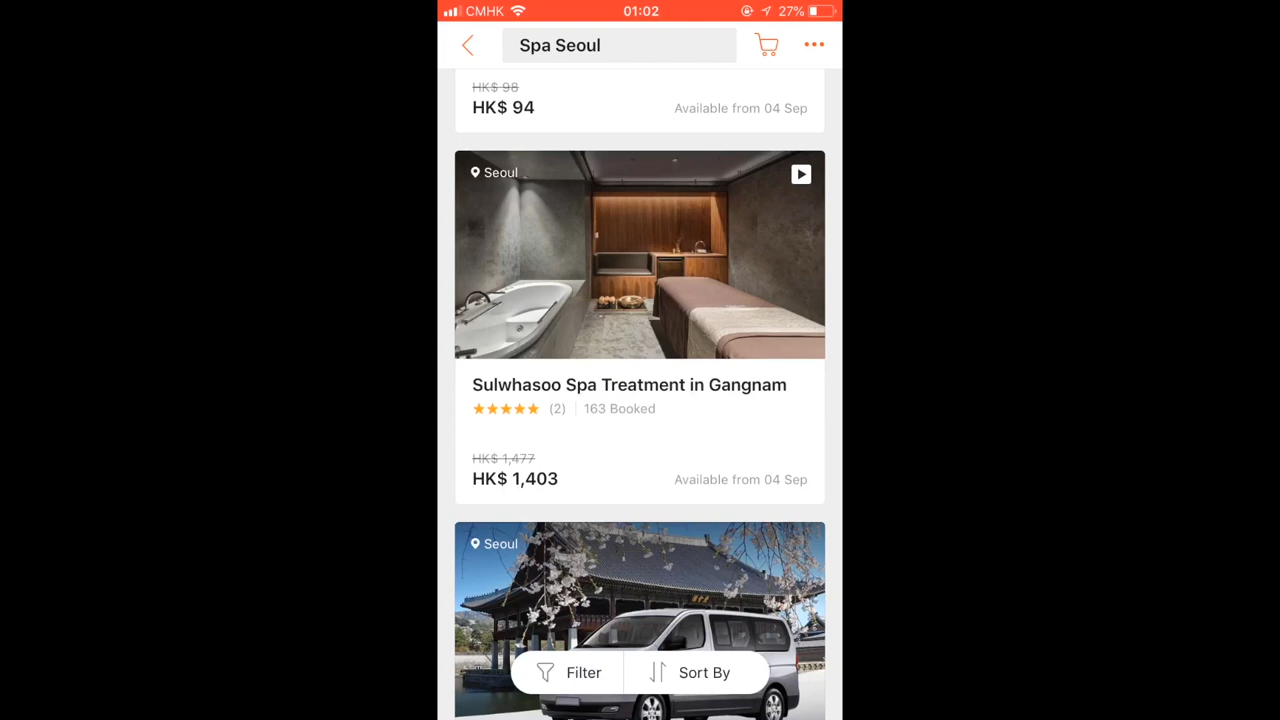 CMHK 01:02 27%
Spa Seoul
HK$ 98
HK$ 94 Available from 04 Sep
Seoul
Sulwhasoo Spa Treatment in Gangnam
(2) 163 Booked
HK$ 1,477
HK$ 1,403 Available from 04 Sep
Seoul
Filter Sort By